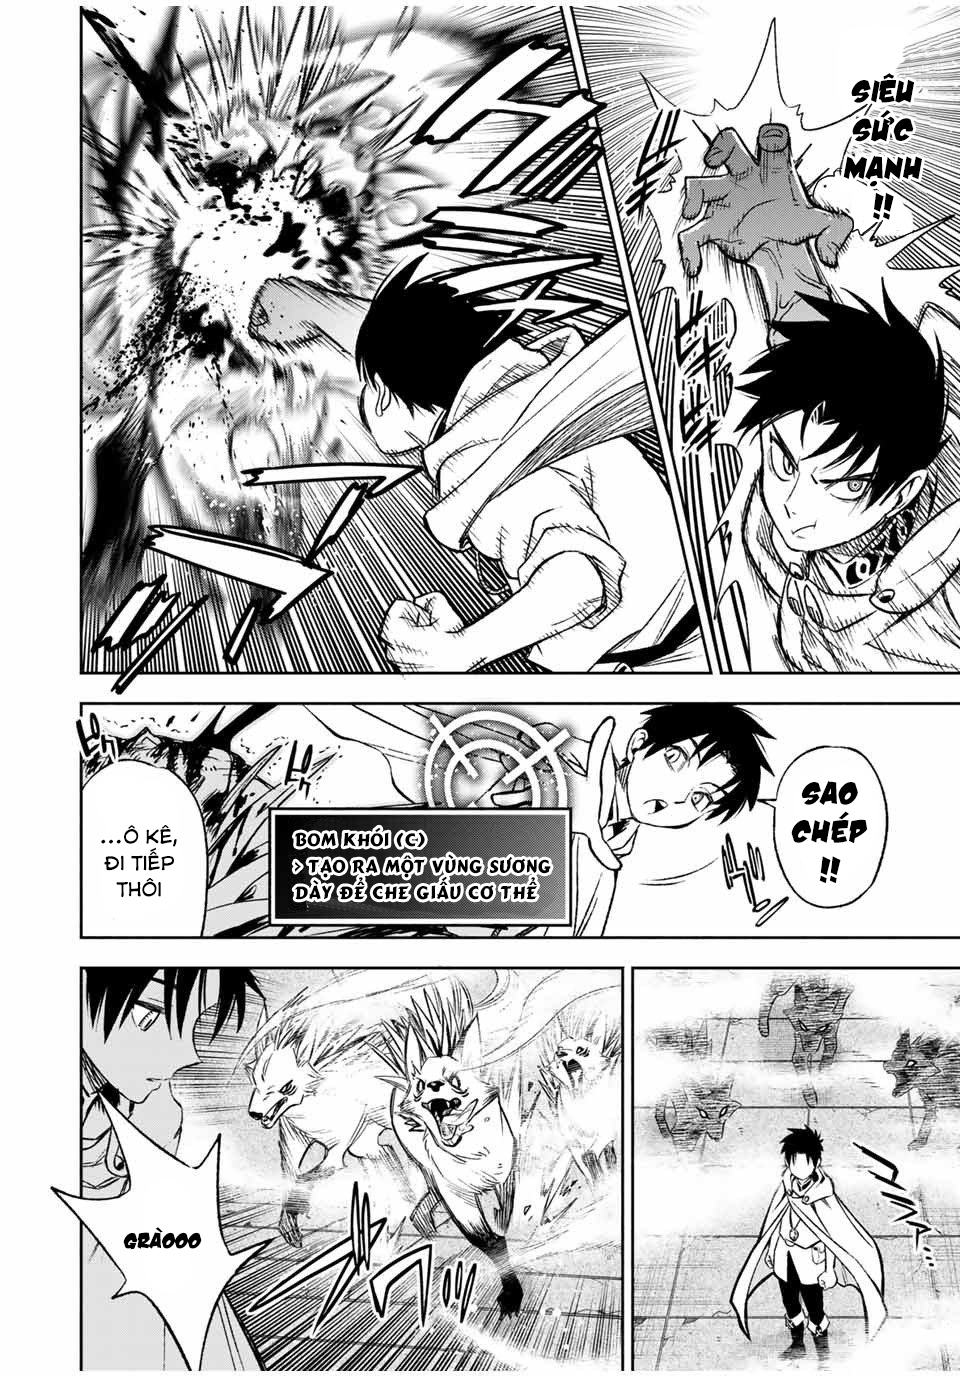 SIÊU
SỨC
MẠNH
!!
SAO
CHÉP
!!
BOM KHÓI (C)
> TẠO RA MỘT VÙNG SƯƠNG
DÀY ĐỂ CHE GIẤU CƠ THỂ
...Ô KÊ,
ĐI TIẾP
THÔI
GRÀOOO